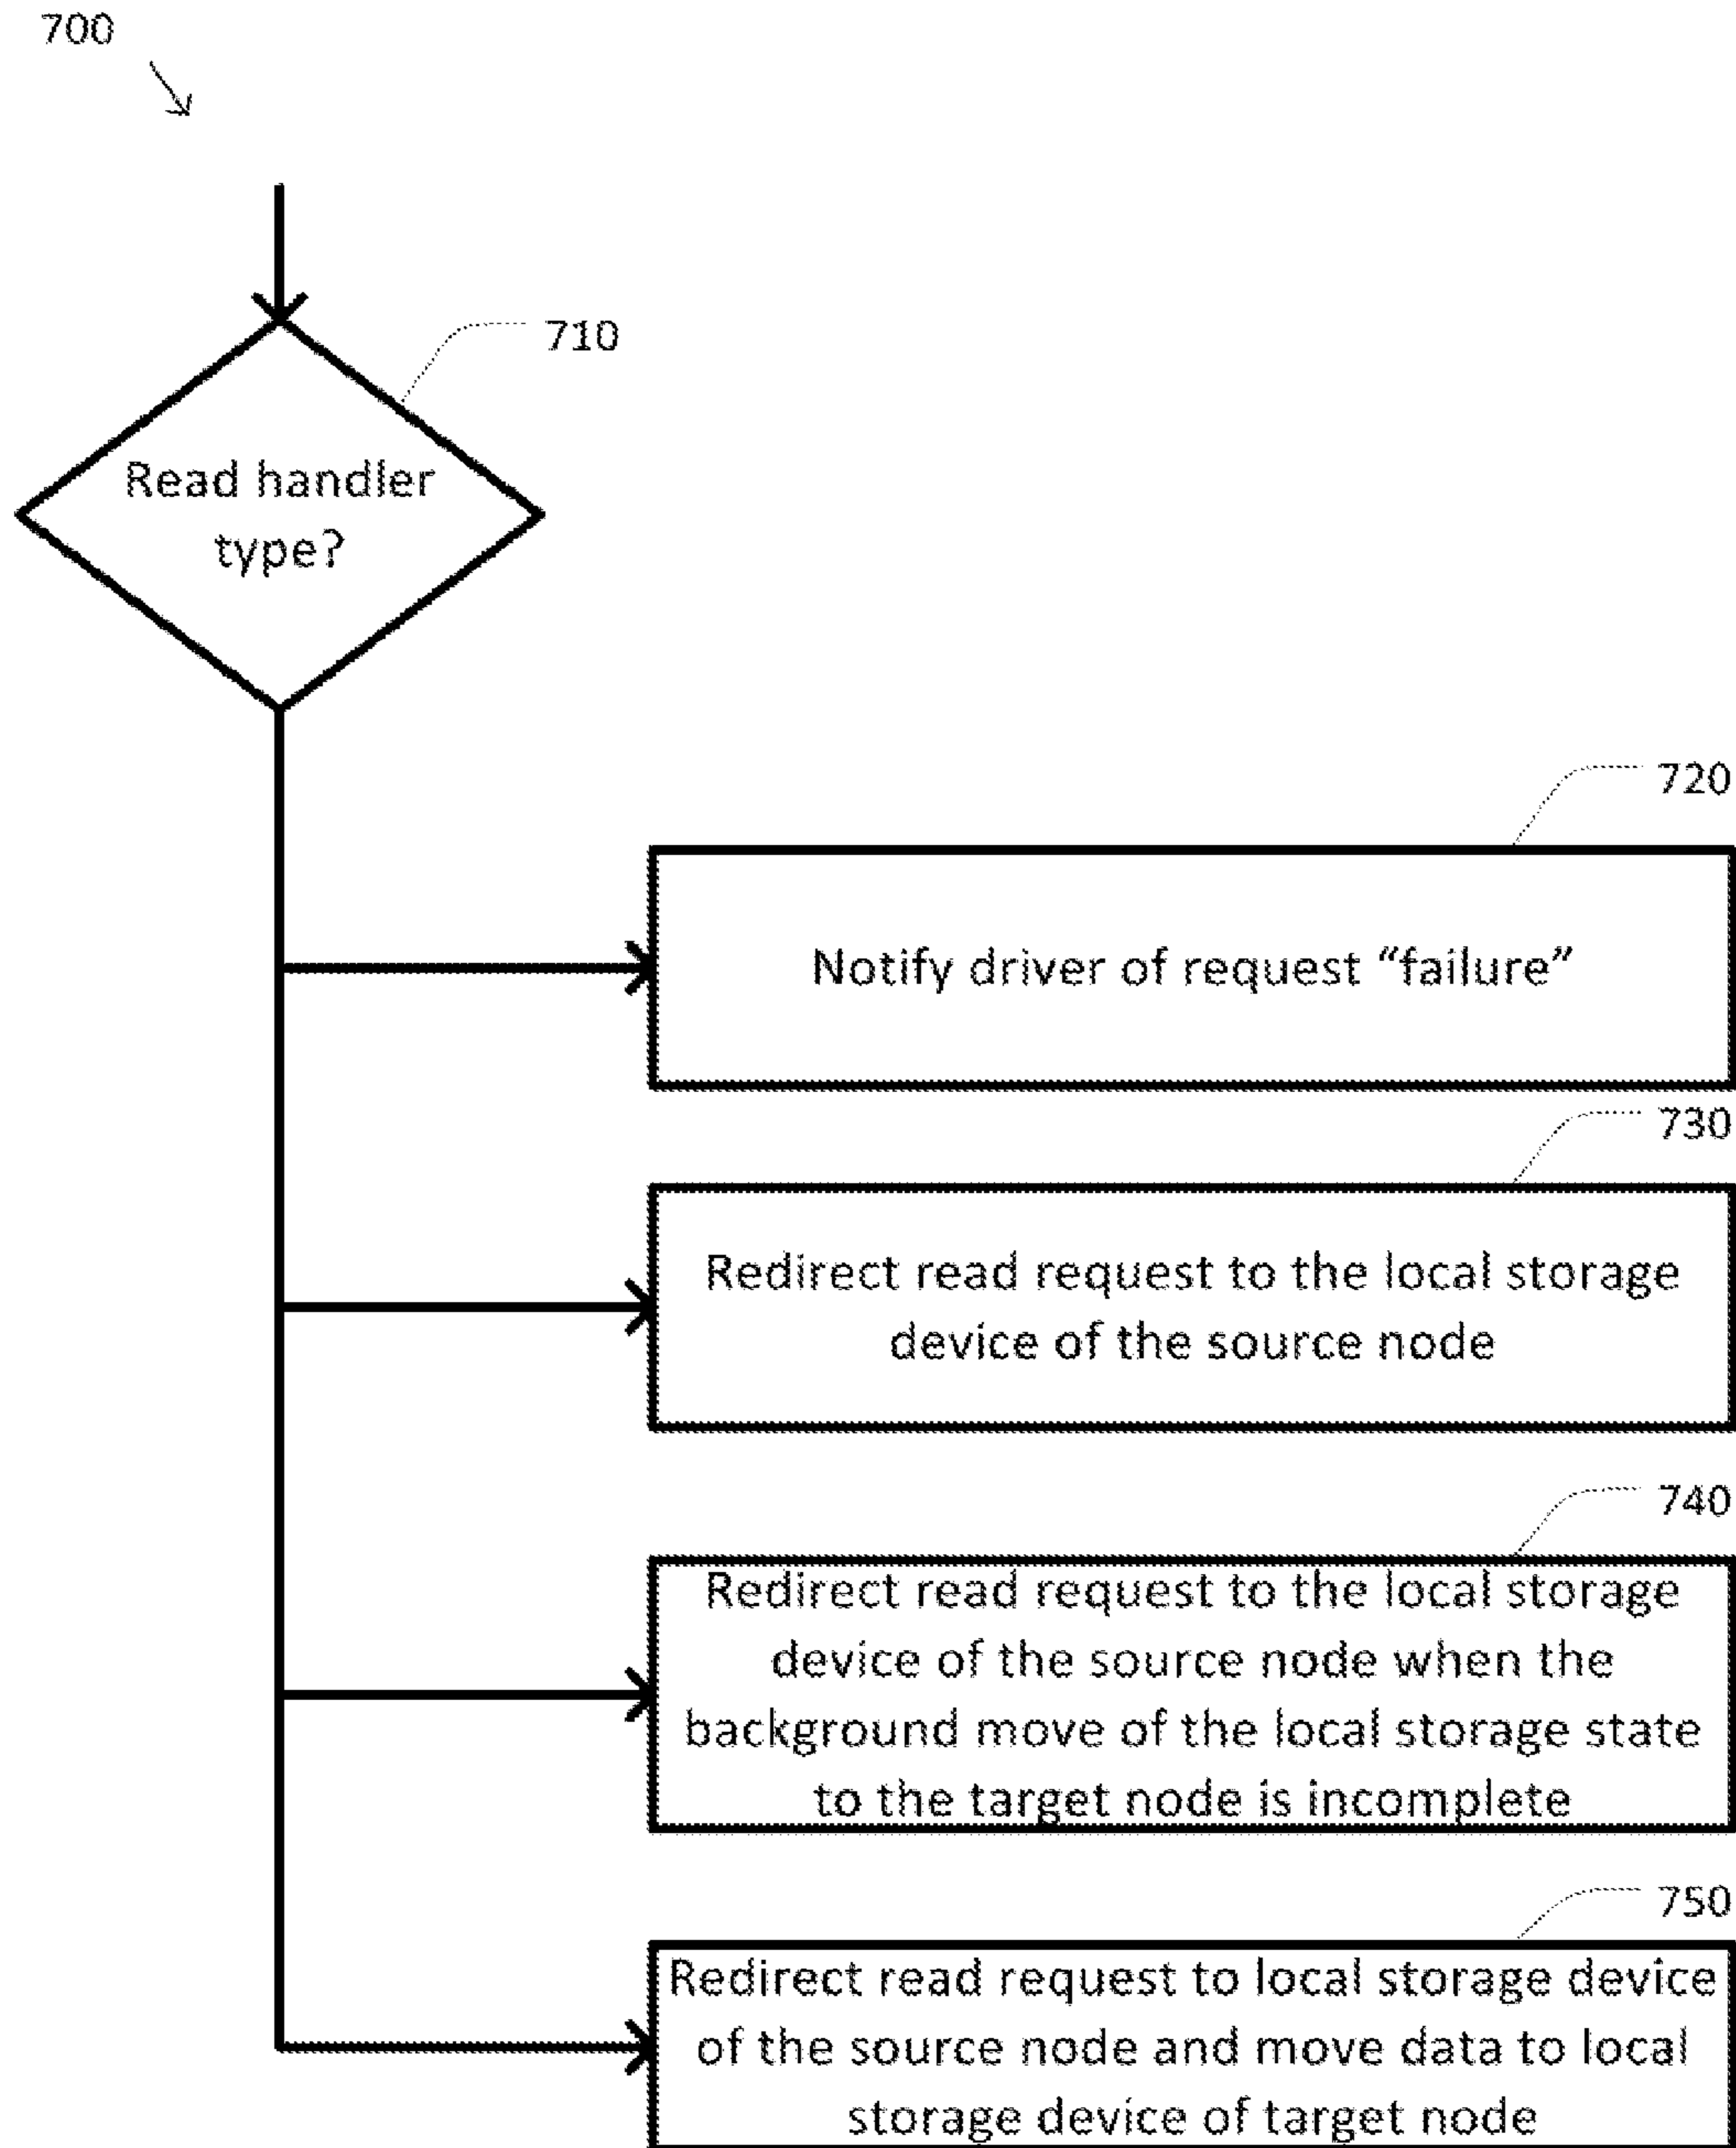 700
710
Read handler
type?
720
Notify driver of request “failure”
730
Redirect read request to the local storage
device of the source node
740
Redirect read request to the local storage
device of the source node when the
background move of the local storage state
to the target node is incomplete
750
Redirect read request to local storage device
of the source node and move data to local
storage device of target node